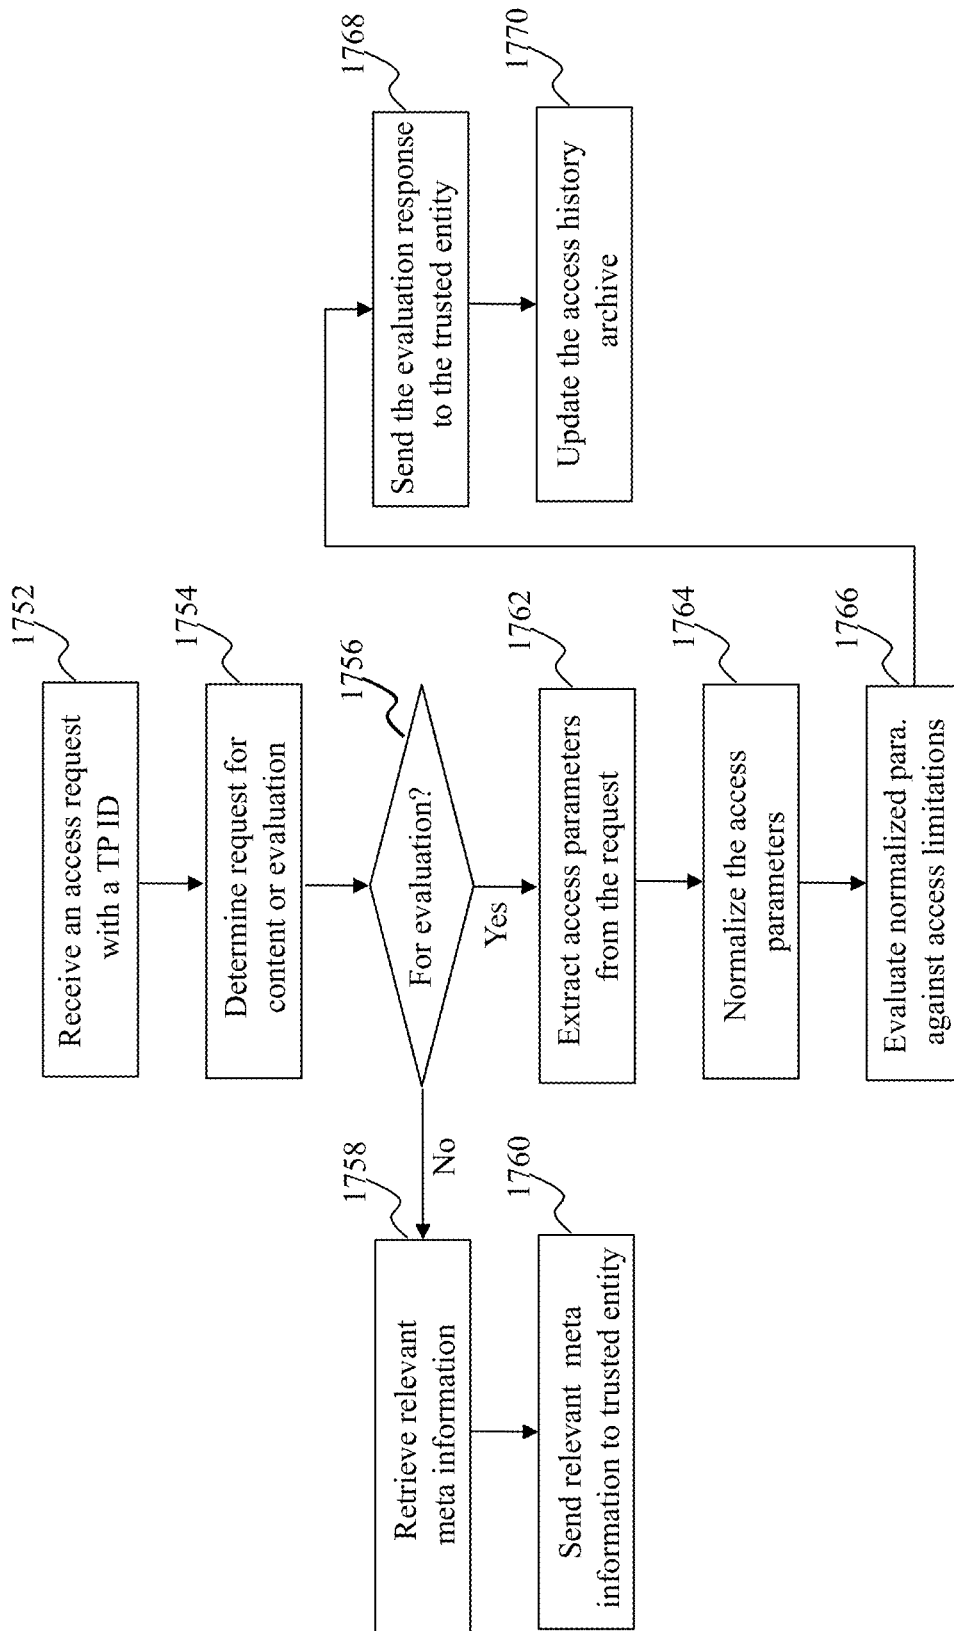 1752
Receive an access request
with a TP ID
1754
Determine request for
content or evaluation
1756
For evaluation?
No
Yes
1758
Retrieve relevant
meta information
1760
Send relevant meta
information to trusted entity
1762
Extract access parameters
from the request
1764
Normalize the access
parameters
1766
Evaluate normalized para.
against access limitations
1768
Send the evaluation response
to the trusted entity
1770
Update the access history
archive